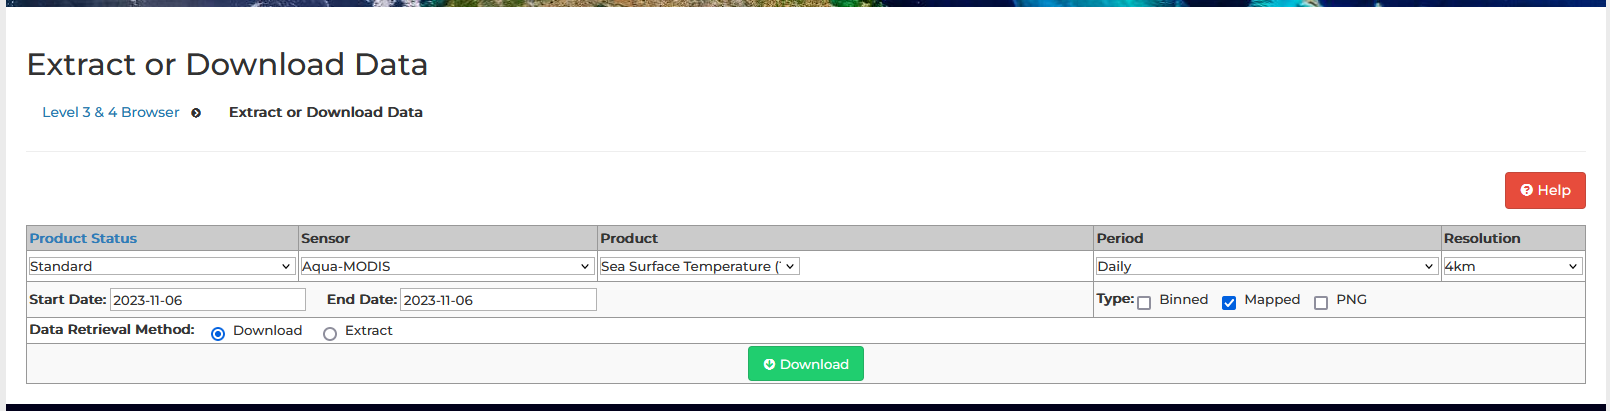 Extract or Download Data
Level 3 & 4 Browser Extract or Download Data
Help
Product Status Sensor Product Period Resolution
Standard Aqua-MODIS Sea Surface Temperature ( Daily 4km
Start Date: 2023-11-06 End Date: 2023-11-06 Type: Binned Mapped PNG
Data Retrieval Method: Download Extract
Download